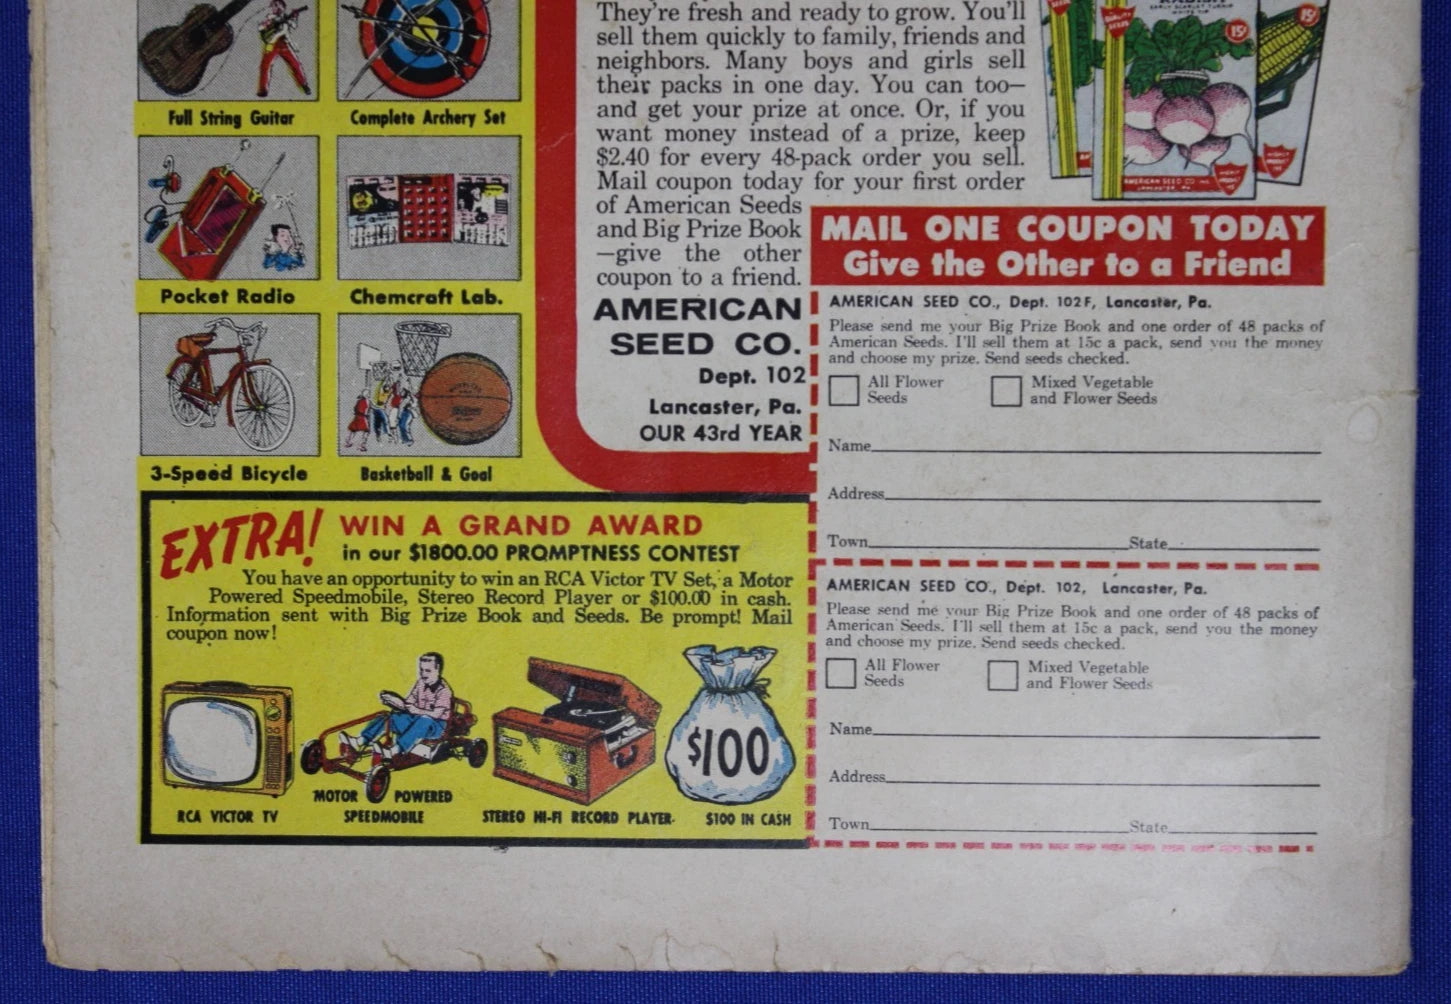 Full String Guitar
Complete Archery Set
Pocket Radio
Chemcraft Lab.
3-Speed Bicycle
Basketball & Goal
They're fresh and ready to grow. You'll
sell them quickly to family, friends and
neighbors. Many boys and girls sell
their packs in one day. You can too—
and get your prize at once. Or, if you
want money instead of a prize, keep
$2.40 for every 48-pack order you sell.
Mail coupon today for your first order
of American Seeds
and Big Prize Book
—give the other
coupon to a friend.
AMERICAN
SEED CO.
Dept. 102
Lancaster, Pa.
OUR 43rd YEAR
QUALITY
SEEDS
15¢
15¢
AMERICAN SEED CO.
LANCASTER, PA.
MAIL ONE COUPON TODAY
Give the Other to a Friend
AMERICAN SEED CO., Dept. 102F, Lancaster, Pa.
Please send me your Big Prize Book and one order of 48 packs of
American Seeds. I'll sell them at 15c a pack, send you the money
and choose my prize. Send seeds checked.
All Flower
Seeds
Mixed Vegetable
and Flower Seeds
Name
Address
Town State
AMERICAN SEED CO., Dept. 102, Lancaster, Pa.
Please send me your Big Prize Book and one order of 48 packs of
American Seeds. I'll sell them at 15c a pack, send you the money
and choose my prize. Send seeds checked.
All Flower
Seeds
Mixed Vegetable
and Flower Seeds
Name
Address
Town State
EXTRA! WIN A GRAND AWARD
in our $1800.00 PROMPTNESS CONTEST
You have an opportunity to win an RCA Victor TV Set, a Motor
Powered Speedmobile, Stereo Record Player or $100.00 in cash.
Information sent with Big Prize Book and Seeds. Be prompt! Mail
coupon now!
$100
RCA VICTOR TV
MOTOR POWERED
SPEEDMOBILE
STEREO HI-FI RECORD PLAYER
$100 IN CASH